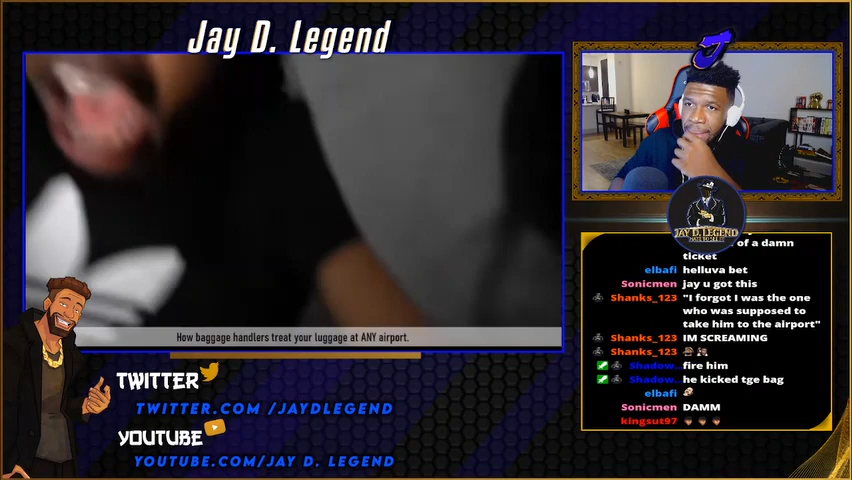 Jay D. Legend
J
How baggage handlers treat your luggage at ANY airport.
TWITTER
TWITTER.COM /JAYDLEGEND
YOUTUBE
YOUTUBE.COM/JAY D. LEGEND
JAY D. LEGEND
of a damn
ticket
elbafi helluva bet
Sonicmen jay u got this
Shanks_123 "I forgot I was the one
who was supposed to
take him to the airport"
Shanks_123 IM SCREAMING
Shanks_123
Shadow... fire him
Shadow... he kicked tge bag
elbafi
Sonicmen DAMM
kingsut97